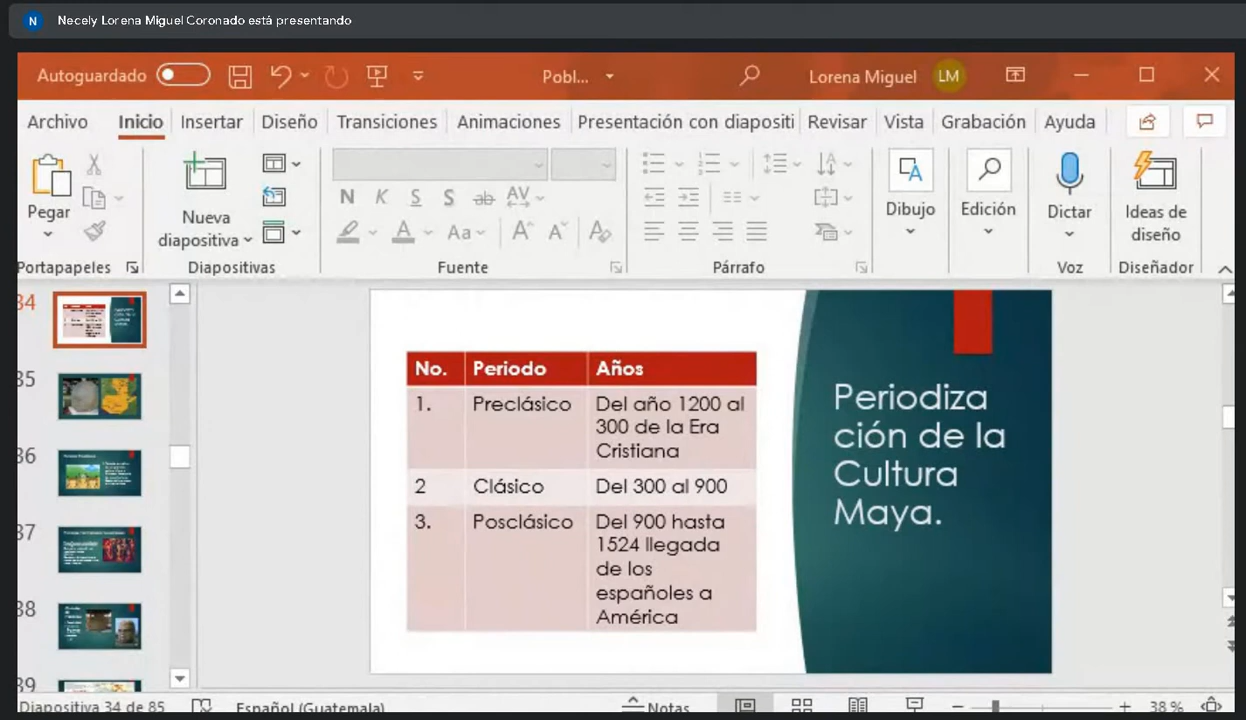 N Necely Lorena Miguel Coronado está presentando
Autoguardado Pobl... Lorena Miguel LM
Archivo Inicio Insertar Diseño Transiciones Animaciones Presentación con diapositi Revisar Vista Grabación Ayuda
Pegar
Nueva
diapositiva
N K S S ab AV
A Aa A A A
Dibujo
Edición
Dictar
Ideas de
diseño
Portapapeles Diapositivas Fuente Párrafo Voz Diseñador
34
35
36
37
38
39
No. Periodo Años
1. Preclásico Del año 1200 al
300 de la Era
Cristiana
2 Clásico Del 300 al 900
3. Posclásico Del 900 hasta
1524 llegada
de los
españoles a
América
Periodiza
ción de la
Cultura
Maya.
Diapositiva 34 de 85 Español (Guatemala) Notas 38 %